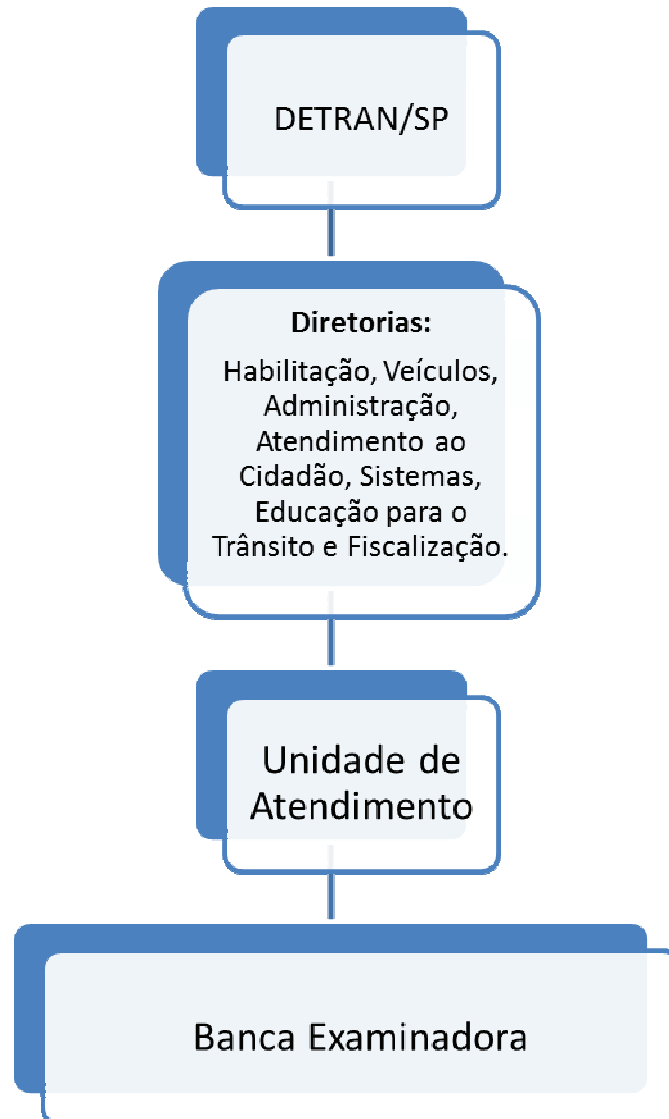 DETRAN/SP
Diretorias:
Habilitação, Veículos,
Administração,
Atendimento ao
Cidadão, Sistemas,
Educação para o
Trânsito e Fiscalização.
Unidade de
Atendimento
Banca Examinadora